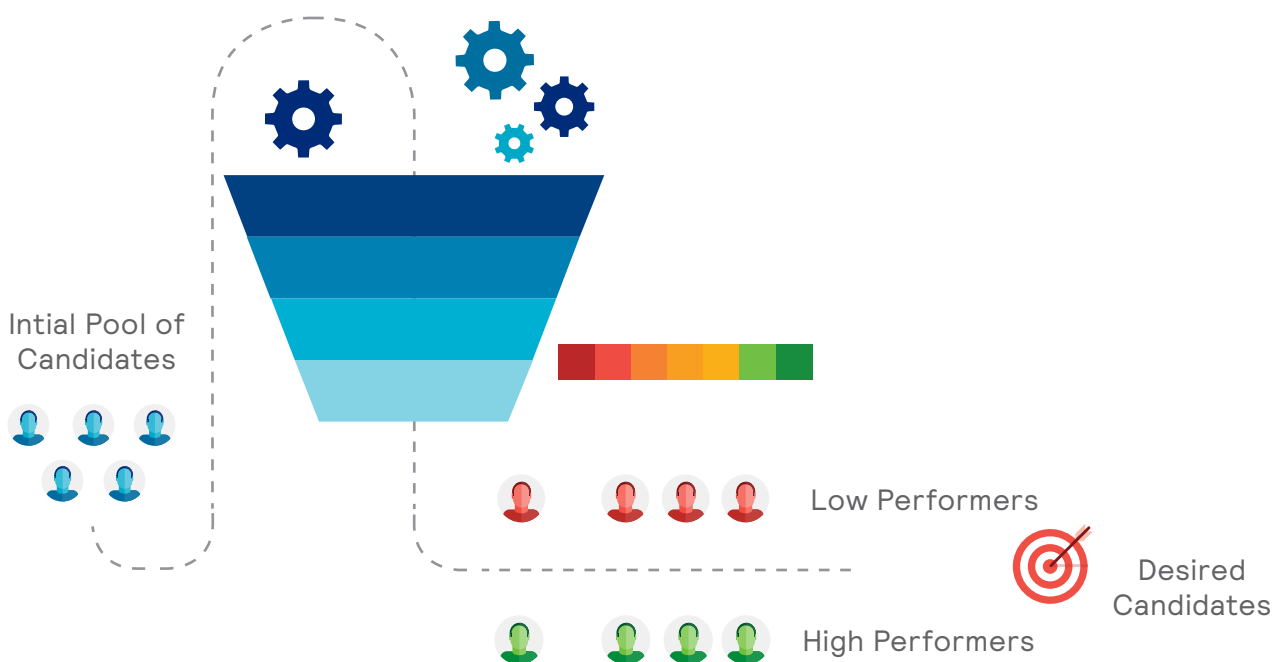 Intial Pool of
Candidates
Low Performers
Desired
Candidates
High Performers